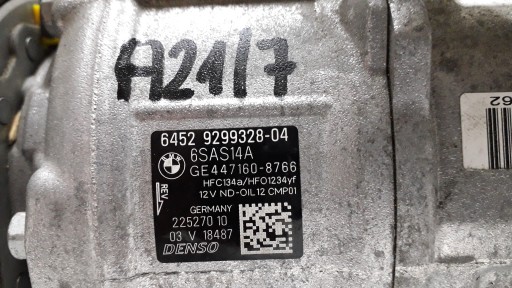 A21/7
6452 9299328-04
6SAS14A
GE447160-8766
HFC134a/HFO1234yf
12V ND-OIL12 CMP01
REV.
GERMANY
225270 10
03 V 18487
DENSO
62